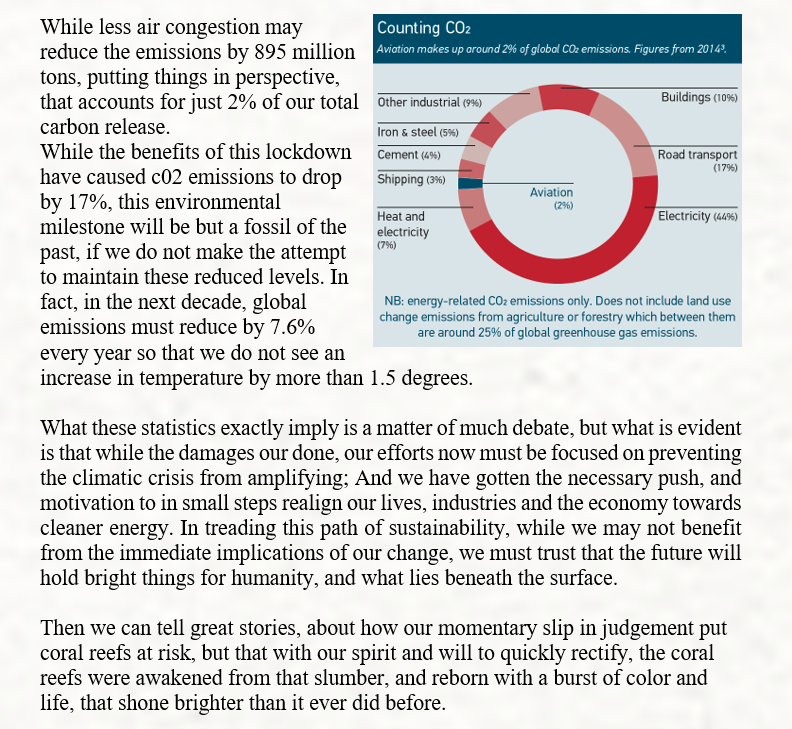 While less air congestion may
reduce the emissions by 895 million
tons, putting things in perspective,
that accounts for just 2% of our total
carbon release.
While the benefits of this lockdown
have caused c02 emissions to drop
by 17%, this environmental
milestone will be but a fossil of the
past, if we do not make the attempt
to maintain these reduced levels. In
fact, in the next decade, global
emissions must reduce by 7.6%
every year so that we do not see an
increase in temperature by more than 1.5 degrees.
Counting CO₂
Aviation makes up around 2% of global CO₂ emissions. Figures from 2014³.
Other industrial (9%)
Iron & steel (5%)
Cement (4%)
Shipping (3%)
Heat and
electricity
(7%)
Aviation
(2%)
Buildings (10%)
Road transport
(17%)
Electricity (44%)
NB: energy-related CO₂ emissions only. Does not include land use
change emissions from agriculture or forestry which between them
are around 25% of global greenhouse gas emissions.
What these statistics exactly imply is a matter of much debate, but what is evident
is that while the damages our done, our efforts now must be focused on preventing
the climatic crisis from amplifying; And we have gotten the necessary push, and
motivation to in small steps realign our lives, industries and the economy towards
cleaner energy. In treading this path of sustainability, while we may not benefit
from the immediate implications of our change, we must trust that the future will
hold bright things for humanity, and what lies beneath the surface.
Then we can tell great stories, about how our momentary slip in judgement put
coral reefs at risk, but that with our spirit and will to quickly rectify, the coral
reefs were awakened from that slumber, and reborn with a burst of color and
life, that shone brighter than it ever did before.